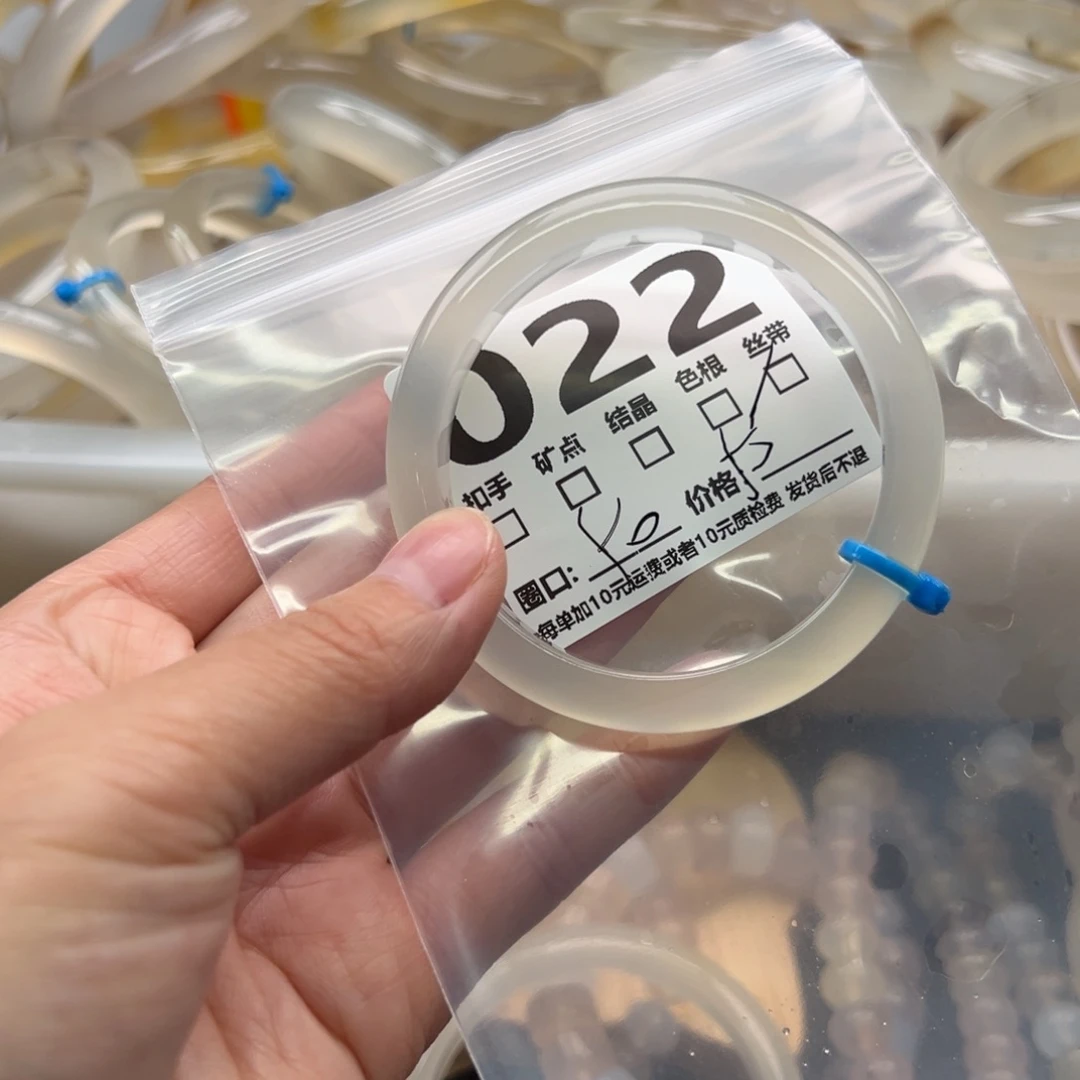 022
扣手 矿点 结晶 色根 丝带
圈口: 价格:
每单加10元运费或者10元质检费 发货后不退